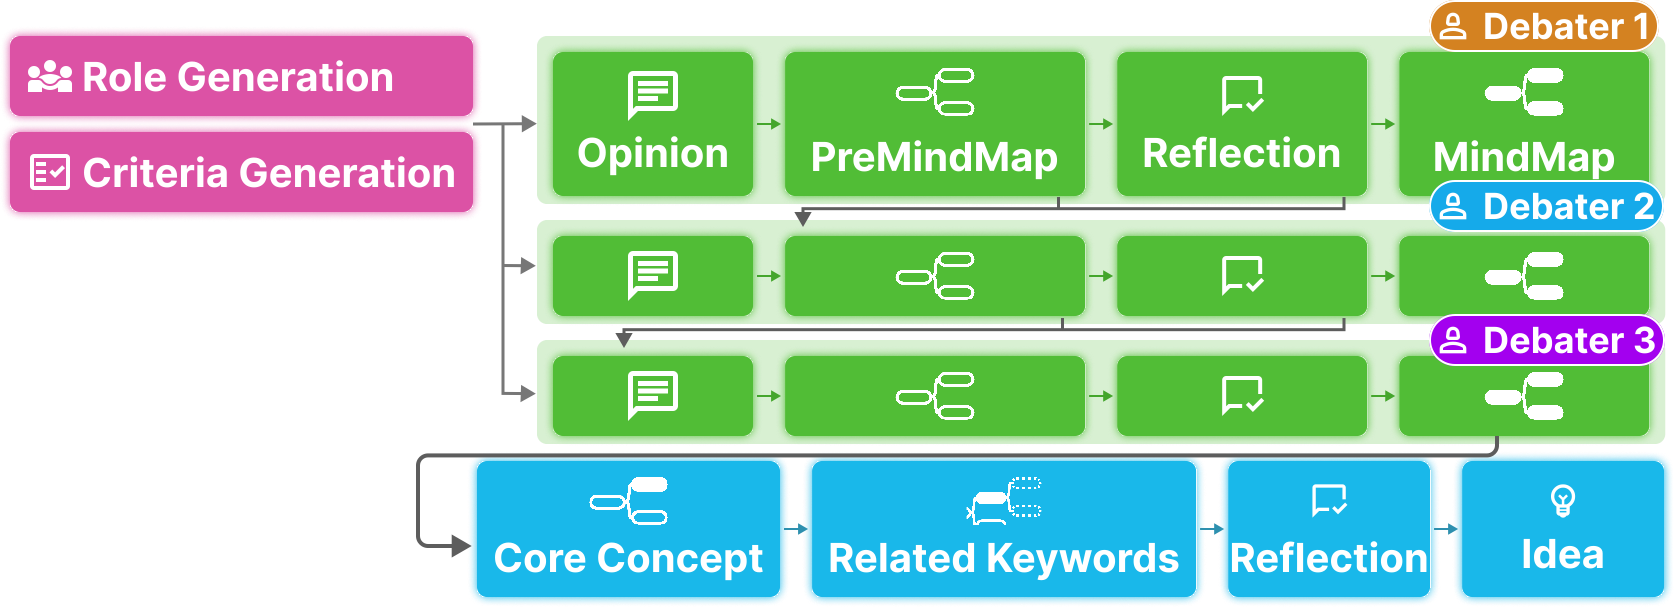 Role Generation
Criteria Generation
Debater 1
Opinion
PreMindMap
Reflection
MindMap
Debater 2
Debater 3
Core Concept
Related Keywords
Reflection
Idea